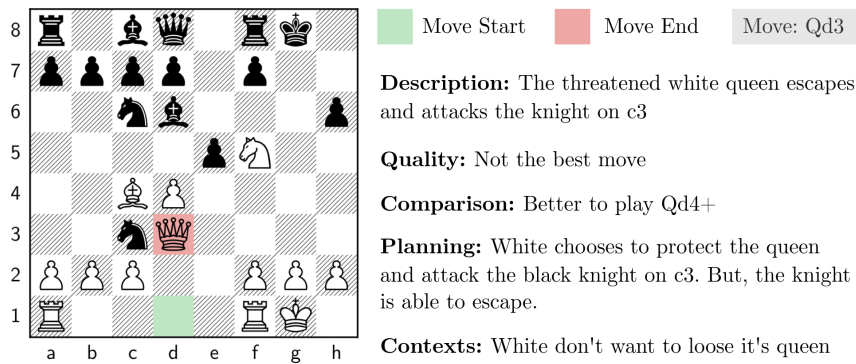 8
7
6
5
4
3
2
1
a b c d e f g h
Move Start Move End Move: Qd3
Description: The threatened white queen escapes
and attacks the knight on c3
Quality: Not the best move
Comparison: Better to play Qd4+
Planning: White chooses to protect the queen
and attack the black knight on c3. But, the knight
is able to escape.
Contexts: White don't want to loose it's queen